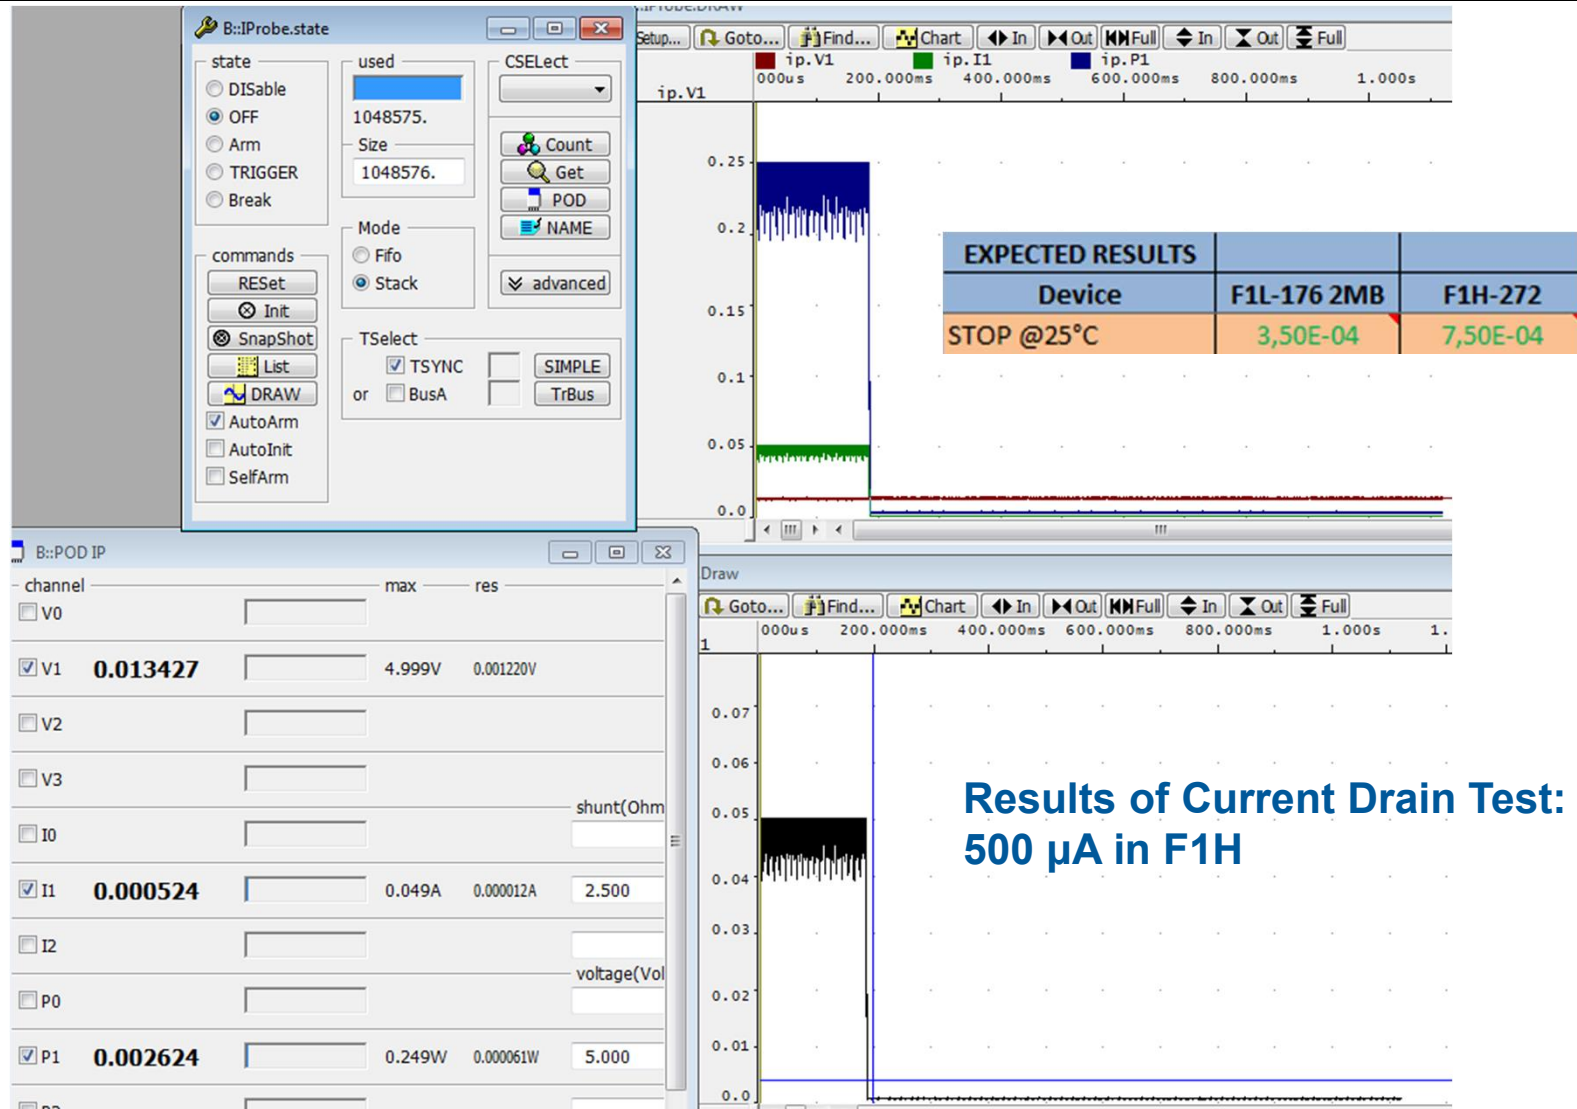 B::IProbe.state
state
DISable
OFF
Arm
TRIGGER
Break
used
1048575.
Size
1048576.
Mode
Fifo
Stack
CSELect
Count
Get
POD
NAME
advanced
commands
RESet
Init
SnapShot
List
DRAW
AutoArm
AutoInit
SelfArm
TSelect
TSYNC
SIMPLE
or
BusA
TrBus
Setup... Goto... Find... Chart In Out Full In Out Full
ip.V1 ip.I1 ip.P1
000us 200.000ms 400.000ms 600.000ms 800.000ms 1.000s
ip.V1
0.25
0.2
0.15
0.1
0.05
0.0
EXPECTED RESULTS
Device F1L-176 2MB F1H-272
STOP @25°C 3,50E-04 7,50E-04
B::POD IP
channel max res
V0
V1 0.013427 4.999V 0.001220V
V2
V3
shunt(Ohm
I0
I1 0.000524 0.049A 0.000012A 2.500
I2
voltage(Vol
P0
P1 0.002624 0.249W 0.000061W 5.000
Draw
Goto... Find... Chart In Out Full In Out Full
000us 200.000ms 400.000ms 600.000ms 800.000ms 1.000s 1.
1
0.07
0.06
0.05
0.04
0.03
0.02
0.01
0.0
Results of Current Drain Test:
500 µA in F1H